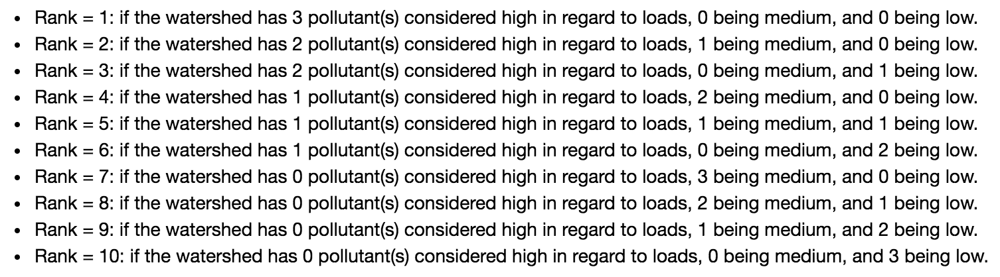 • Rank = 1: if the watershed has 3 pollutant(s) considered high in regard to loads, 0 being medium, and 0 being low.
• Rank = 2: if the watershed has 2 pollutant(s) considered high in regard to loads, 1 being medium, and 0 being low.
• Rank = 3: if the watershed has 2 pollutant(s) considered high in regard to loads, 0 being medium, and 1 being low.
• Rank = 4: if the watershed has 1 pollutant(s) considered high in regard to loads, 2 being medium, and 0 being low.
• Rank = 5: if the watershed has 1 pollutant(s) considered high in regard to loads, 1 being medium, and 1 being low.
• Rank = 6: if the watershed has 1 pollutant(s) considered high in regard to loads, 0 being medium, and 2 being low.
• Rank = 7: if the watershed has 0 pollutant(s) considered high in regard to loads, 3 being medium, and 0 being low.
• Rank = 8: if the watershed has 0 pollutant(s) considered high in regard to loads, 2 being medium, and 1 being low.
• Rank = 9: if the watershed has 0 pollutant(s) considered high in regard to loads, 1 being medium, and 2 being low.
• Rank = 10: if the watershed has 0 pollutant(s) considered high in regard to loads, 0 being medium, and 3 being low.